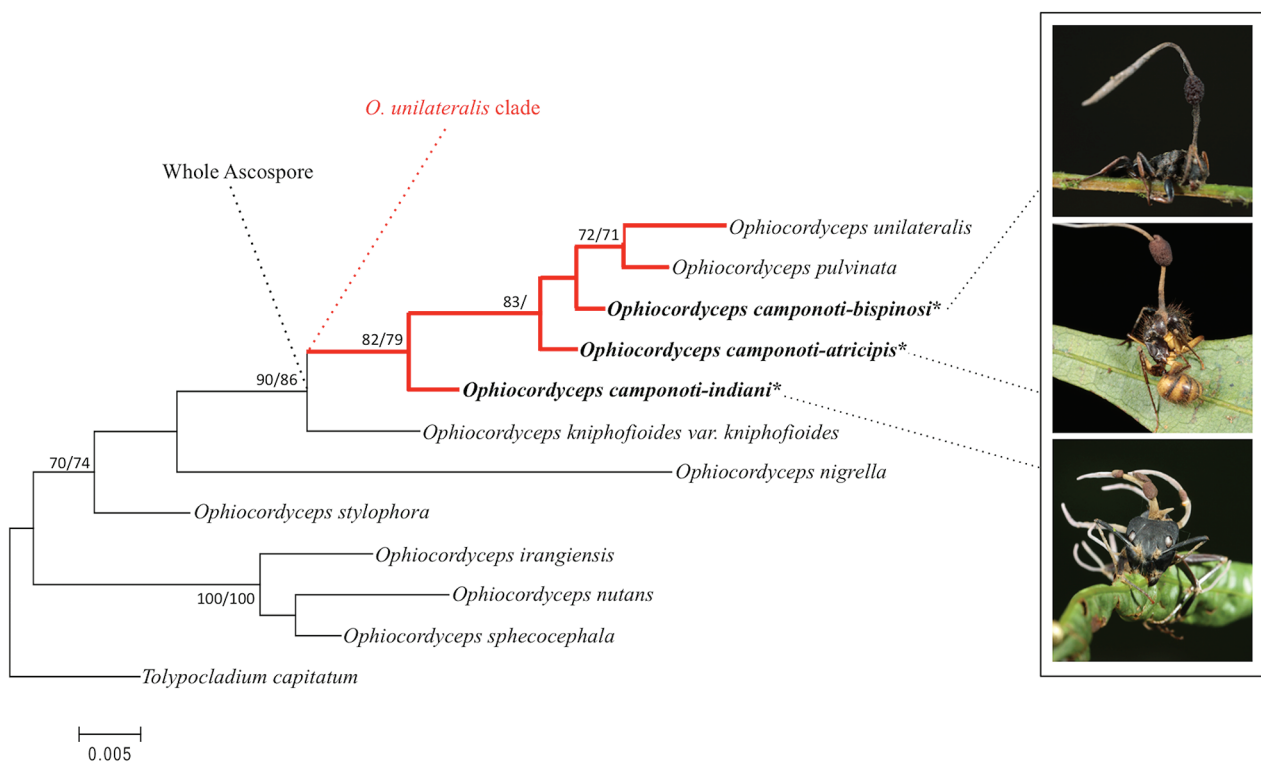 O. unilateralis clade
Whole Ascospore
Ophiocordyceps unilateralis
72/71
Ophiocordyceps pulvinata
83/
Ophiocordyceps camponoti-bispinosi*
82/79
Ophiocordyceps camponoti-atricipis*
90/86
Ophiocordyceps camponoti-indiani*
Ophiocordyceps kniphofioides var. kniphofioides
70/74
Ophiocordyceps nigrella
Ophiocordyceps stylophora
Ophiocordyceps irangiensis
100/100
Ophiocordyceps nutans
Ophiocordyceps sphecocephala
Tolypocladium capitatum
0.005